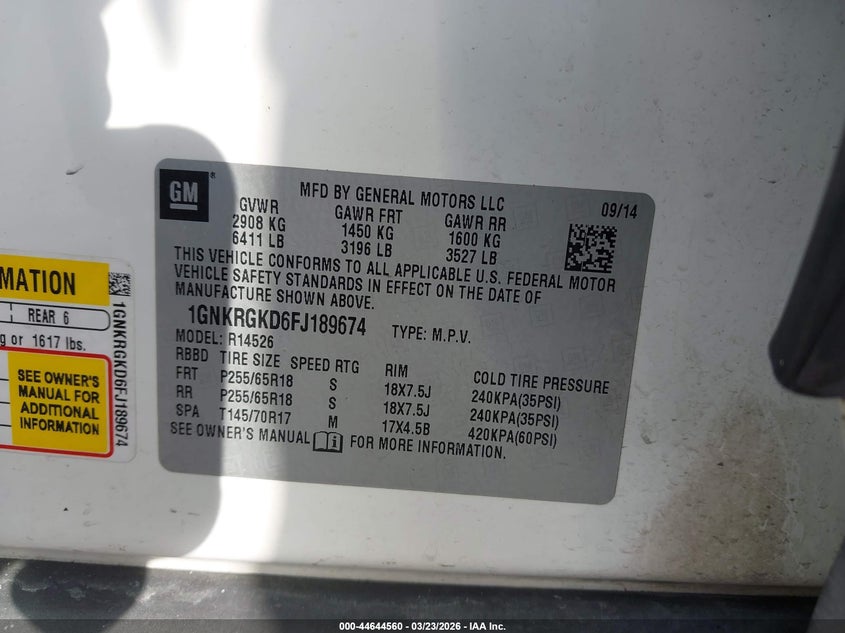 GM ®
MFD BY GENERAL MOTORS LLC 09/14
GVWR GAWR FRT GAWR RR
2908 KG 1450 KG 1600 KG
6411 LB 3196 LB 3527 LB
THIS VEHICLE CONFORMS TO ALL APPLICABLE U.S. FEDERAL MOTOR
VEHICLE SAFETY STANDARDS IN EFFECT ON THE DATE OF
MANUFACTURE SHOWN ABOVE.
1GNKRGKD6FJ189674 TYPE: M.P.V.
MODEL: R14526
RBBD TIRE SIZE SPEED RTG RIM COLD TIRE PRESSURE
FRT P255/65R18 S 18X7.5J 240KPA(35PSI)
RR P255/65R18 S 18X7.5J 240KPA(35PSI)
SPA T145/70R17 M 17X4.5B 420KPA(60PSI)
SEE OWNER'S MANUAL i FOR MORE INFORMATION.
MATION
REAR 6
g or 1617 lbs.
SEE OWNER'S
MANUAL FOR
ADDITIONAL
INFORMATION
1GNKRGKD6FJ189674
000-44644560 — 03/23/2026 — IAA Inc.